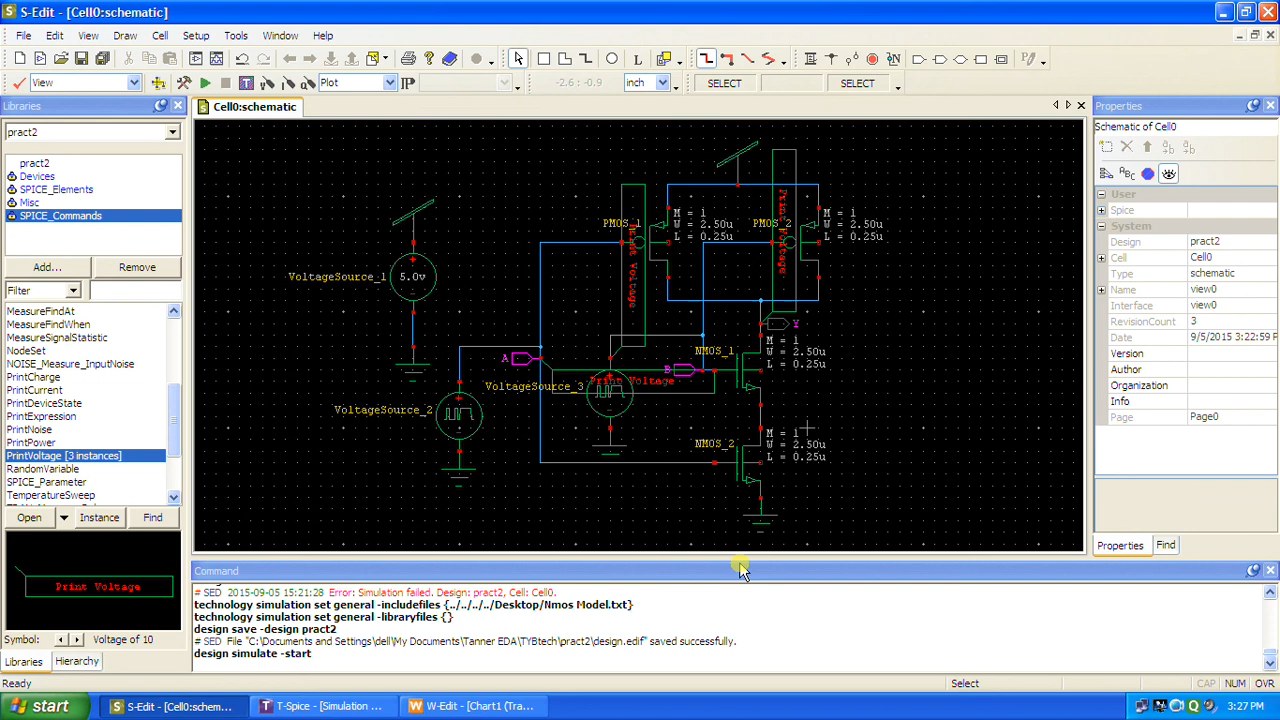 S-Edit - [Cell0:schematic]
File Edit View Draw Cell Setup Tools Window Help
View
Plot
IP
-2.6 : -0.9
inch
SELECT
SELECT
Libraries
pract2
pract2
Devices
SPICE_Elements
Misc
SPICE_Commands
Add...
Remove
Filter
MeasureFindAt
MeasureFindWhen
MeasureSignalStatistic
NodeSet
NOISE_Measure_InputNoise
PrintCharge
PrintCurrent
PrintDeviceState
PrintExpression
PrintNoise
PrintPower
PrintVoltage [3 instances]
RandomVariable
SPICE_Parameter
TemperatureSweep
Open
Instance
Find
Print Voltage
Symbol:
Voltage of 10
Libraries
Hierarchy
Cell0:schematic
VoltageSource_1
5.0v
VoltageSource_2
VoltageSource_3
A
B
Y
PMOS_1
M = 1
W = 2.50u
L = 0.25u
PMOS_2
M = 1
W = 2.50u
L = 0.25u
Print Voltage
Print Voltage
Print Voltage
NMOS_1
M = 1
W = 2.50u
L = 0.25u
NMOS_2
M = 1
W = 2.50u
L = 0.25u
Command
# SED 2015-09-05 15:21:28 Error: Simulation failed. Design: pract2, Cell: Cell0.
technology simulation set general -includefiles {../../../../Desktop/Nmos Model.txt}
technology simulation set general -libraryfiles {}
design save -design pract2
# SED File "C:\Documents and Settings\dell\My Documents\Tanner EDA\TYBtech\pract2\design.edif" saved successfully.
design simulate -start
Properties
Schematic of Cell0
User
Spice
System
Design pract2
Cell Cell0
Type schematic
Name view0
Interface view0
RevisionCount 3
9/5/2015 3:22:59
Version
Author
Organization
Info
Page Page0
Properties
Find
Ready
Select
CAP NUM OVR
start
S-Edit - [Cell0:schem...
T-Spice - [Simulation ...
W-Edit - [Chart1 (Tra...
3:27 PM